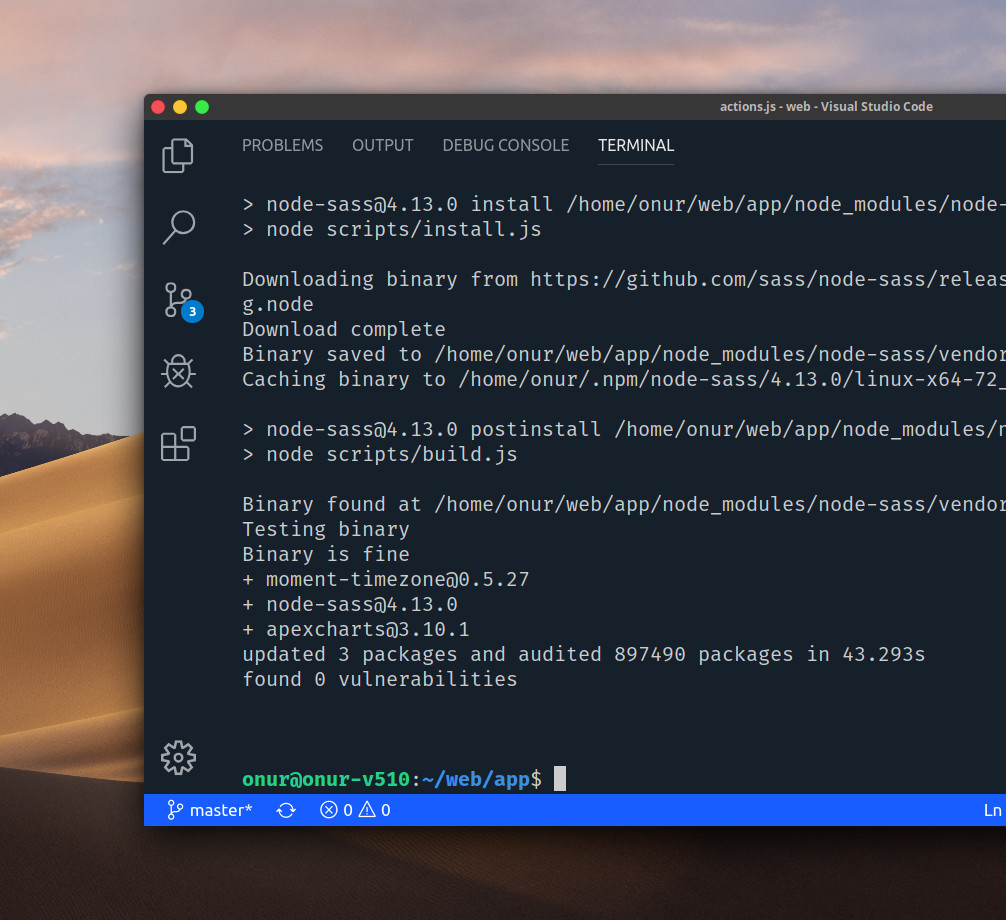 actions.js - web - Visual Studio Code
PROBLEMS OUTPUT DEBUG CONSOLE TERMINAL
> node-sass@4.13.0 install /home/onur/web/app/node_modules/node-
> node scripts/install.js
3
Downloading binary from https://github.com/sass/node-sass/releas
g.node
Download complete
Binary saved to /home/onur/web/app/node_modules/node-sass/vendor
Caching binary to /home/onur/.npm/node-sass/4.13.0/linux-x64-72_
> node-sass@4.13.0 postinstall /home/onur/web/app/node_modules/n
> node scripts/build.js
Binary found at /home/onur/web/app/node_modules/node-sass/vendor
Testing binary
Binary is fine
+ moment-timezone@0.5.27
+ node-sass@4.13.0
+ apexcharts@3.10.1
updated 3 packages and audited 897490 packages in 43.293s
found 0 vulnerabilities
onur@onur-v510:~/web/app$
master* 0 0 Ln